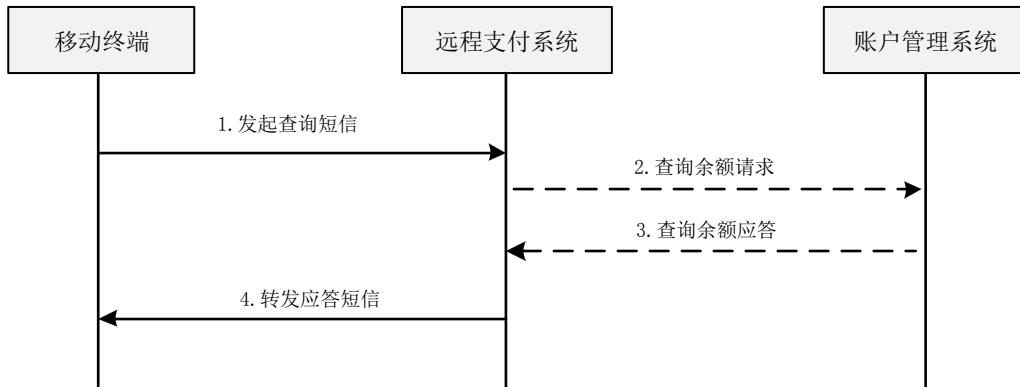 移动终端
远程支付系统
账户管理系统
1.发起查询短信
2.查询余额请求
3.查询余额应答
4.转发应答短信